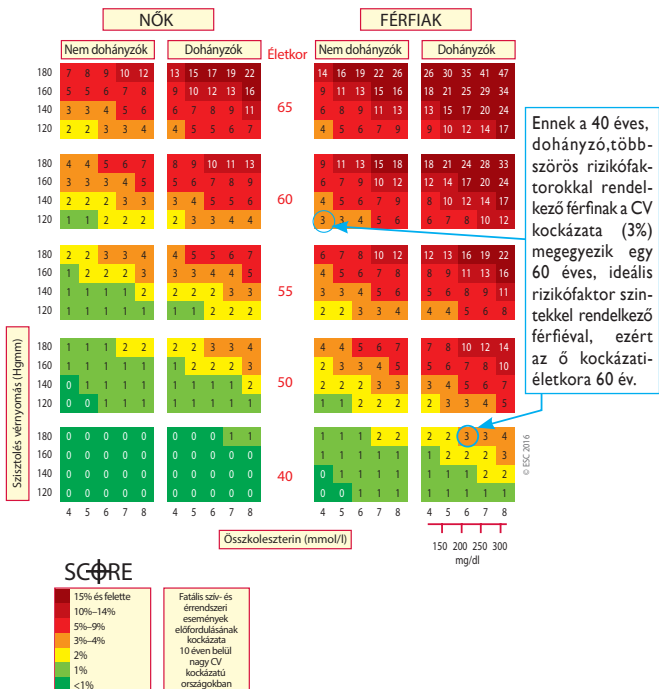 NŐK FÉRFIAK
Nem dohányzók Dohányzók Életkor Nem dohányzók Dohányzók
180 7 8 9 10 12 13 15 17 19 22 14 16 19 22 26 26 30 35 41 47
160 5 5 6 7 8 9 10 12 13 16 9 11 13 15 16 18 21 25 29 34
140 3 3 4 5 6 6 7 8 9 11 65 6 8 9 11 13 13 15 17 20 24
120 2 2 3 3 4 4 5 5 6 7 4 5 6 7 9 9 10 12 14 17
180 4 4 5 6 7 8 9 10 11 13 9 11 13 15 18 18 21 24 28 33
160 3 3 3 4 5 5 6 7 8 9 6 7 9 10 12 12 14 17 20 24
140 2 2 2 3 3 3 4 5 5 6 60 4 5 6 7 9 8 10 12 14 17
120 1 1 2 2 2 2 3 3 4 4 3 3 4 5 6 6 7 8 10 12
180 2 2 3 3 4 4 5 5 6 7 6 7 8 10 12 12 13 16 19 22
160 1 2 2 2 3 3 3 4 4 5 4 5 6 7 8 8 9 11 13 16
140 1 1 1 1 2 2 2 2 3 3 55 3 3 4 5 6 5 6 8 9 11
120 1 1 1 1 1 1 1 2 2 2 2 2 3 3 4 4 4 5 6 8
180 1 1 1 2 2 2 2 3 3 4 4 4 5 6 7 7 8 10 12 14
160 1 1 1 1 1 1 2 2 2 3 2 3 3 4 5 5 6 7 8 10
140 0 1 1 1 1 1 1 1 1 2 50 2 2 2 3 3 3 4 5 6 7
120 0 0 1 1 1 1 1 1 1 1 1 1 2 2 2 2 3 3 4 5
180 0 0 0 0 0 0 0 0 1 1 1 1 1 2 2 2 2 3 3 4
160 0 0 0 0 0 0 0 0 0 0 1 1 1 1 1 1 2 2 2 3
140 0 0 0 0 0 0 0 0 0 0 40 0 1 1 1 1 1 1 1 2 2
120 0 0 0 0 0 0 0 0 0 0 0 0 1 1 1 1 1 1 1 1
4 5 6 7 8 4 5 6 7 8 4 5 6 7 8 4 5 6 7 8
Szisztolés vérnyomás (Hgmm)
Összkoleszterin (mmol/l)
150 200 250 300
mg/dl
© ESC 2016
Ennek a 40 éves,
dohányzó,több-
szörös rizikófak-
torokkal rendel-
kező férfinak a CV
kockázata (3%)
megegyezik egy
60 éves, ideális
rizikófaktor szin-
tekkel rendelkező
férfiéval, ezért
az ő kockázati-
életkora 60 év.
SCORE
15% és felette
10%–14%
5%–9%
3%–4%
2%
1%
<1%
Fatális szív- és
érrendszeri
események
előfordulásának
kockázata
10 éven belül
nagy CV
kockázatú
országokban